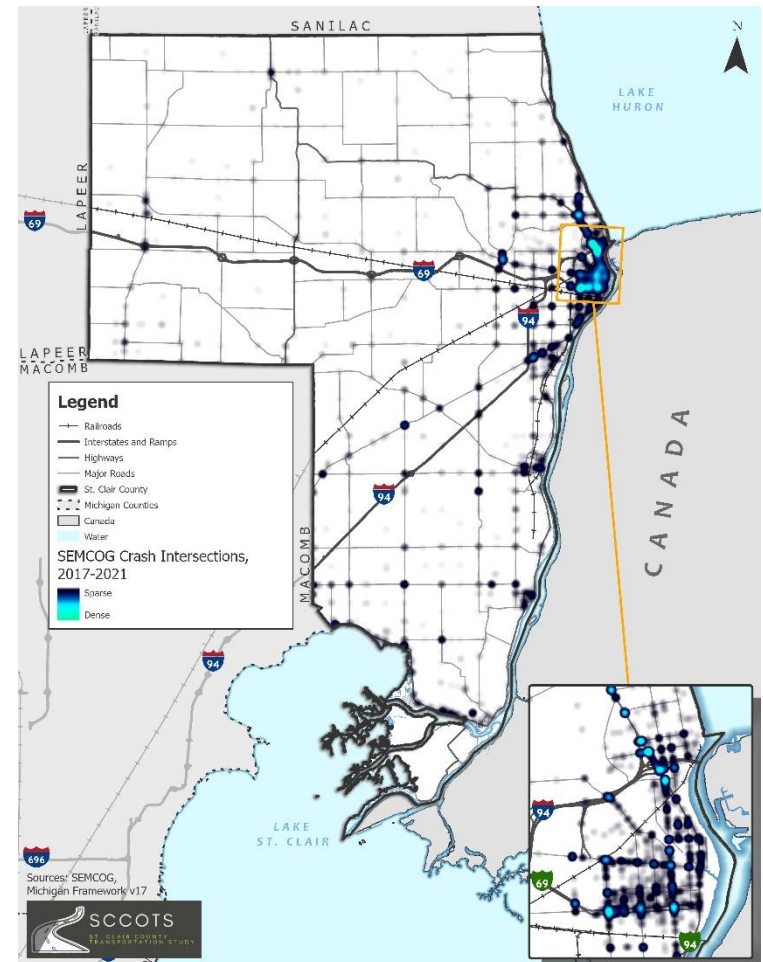 SANILAC
LAPEER
SANILAC
N
LAKE
HURON
LAPEER
69
69
94
LAPEER
MACOMB
Legend
Railroads
Interstates and Ramps
Highways
Major Roads
St. Clair County
Michigan Counties
Canada
Water
SEMCOG Crash Intersections,
2017-2021
Sparse
Dense
94
MACOMB
CANADA
94
LAKE
ST. CLAIR
94
69
94
696
Sources: SEMCOG,
Michigan Framework v17
SCCOTS
ST. CLAIR COUNTY
TRANSPORTATION STUDY